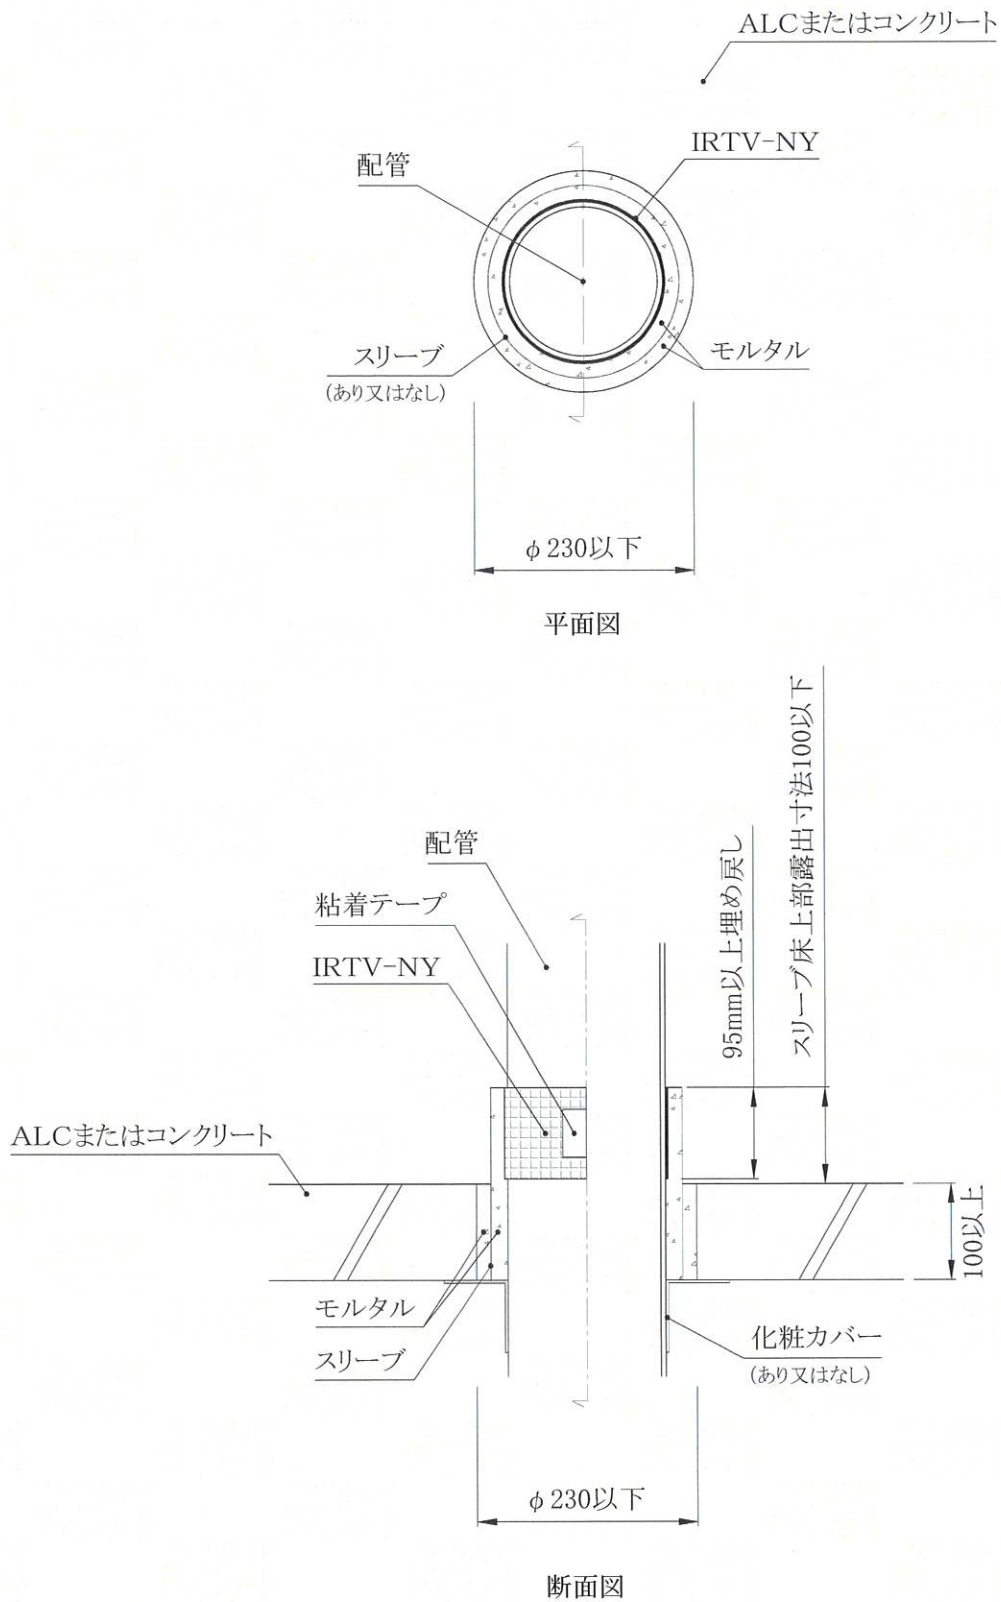 ALCまたはコンクリート
IRTV-NY
配管
スリーブ
(あり又はなし)
モルタル
φ230以下
平面図
スリーブ床上部露出寸法100以下
95mm以上埋め戻し
配管
粘着テープ
IRTV-NY
ALCまたはコンクリート
100以上
モルタル
スリーブ
化粧カバー
(あり又はなし)
φ230以下
断面図